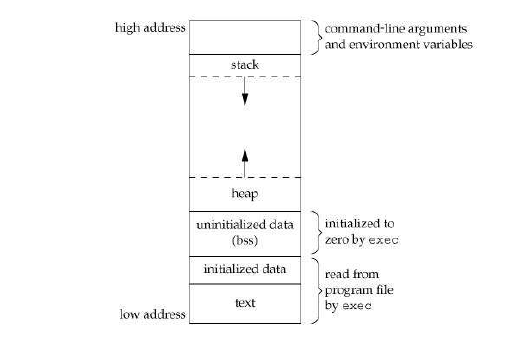 high address
command-line arguments
and environment variables
stack
heap
uninitialized data
(bss)
initialized to
zero by exec
initialized data
read from
program file
by exec
text
low address